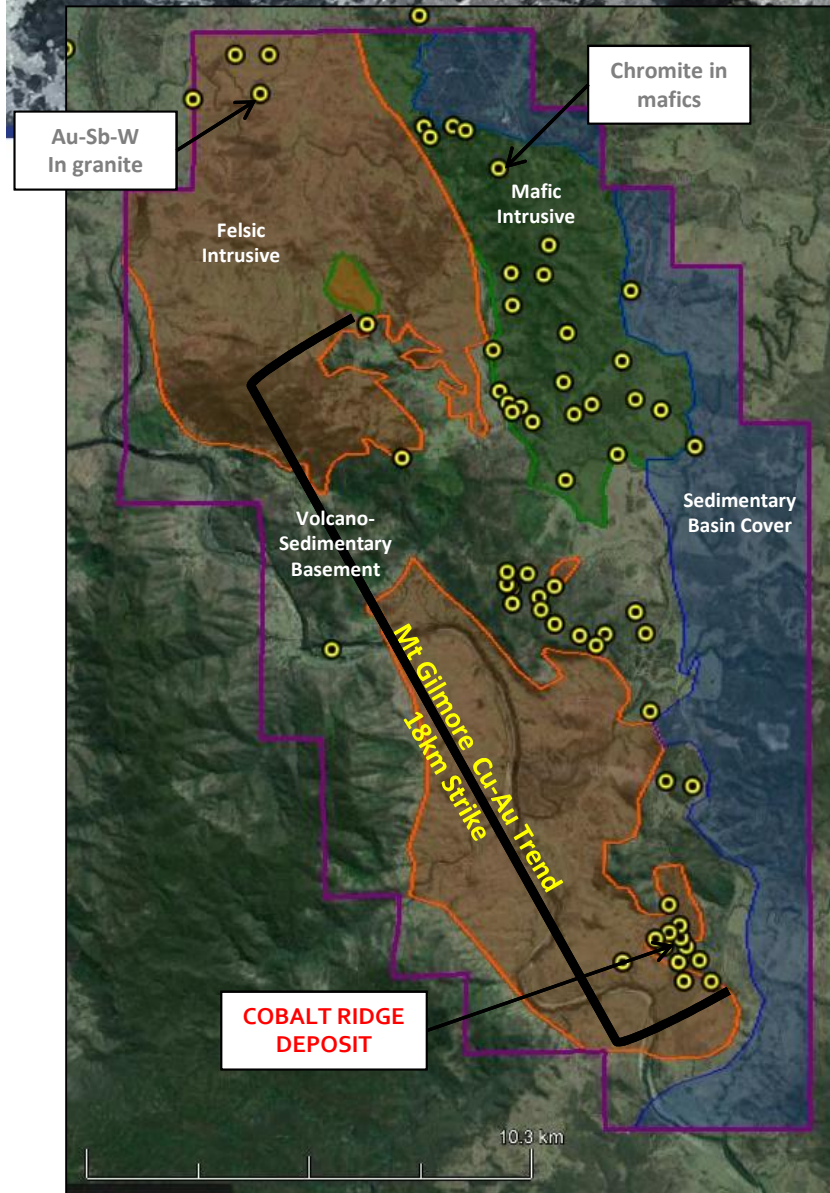 Chromite in
mafics
Au-Sb-W
In granite
Mafic
Intrusive
Felsic
Intrusive
Sedimentary
Basin Cover
Volcano-
Sedimentary
Basement
Mt Gilmore Cu-Au Trend
18km Strike
COBALT RIDGE
DEPOSIT
10.3 km